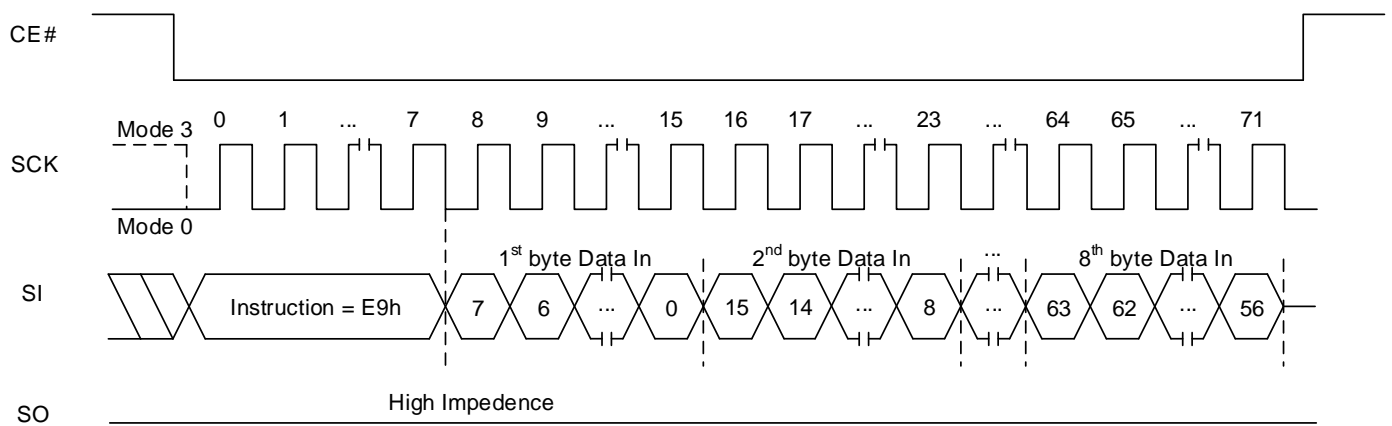 CE#
0 1 ... 7 8 9 ... 15 16 17 ... 23 ... 64 65 ... 71
Mode 3
SCK
Mode 0
1st byte Data In 2nd byte Data In ... 8th byte Data In
SI Instruction = E9h 7 6 ... 0 15 14 ... 8 ... 63 62 ... 56
High Impedence
SO